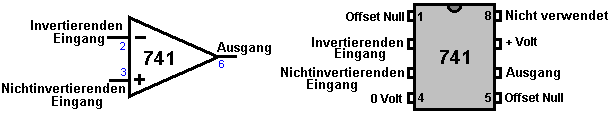 Invertierenden
Eingang
2
741
Ausgang
6
3
Nichtinvertierenden
Eingang
Offset Null
1
8
Nicht verwendet
Invertierenden
Eingang
+ Volt
741
Nichtinvertierenden
Eingang
Ausgang
0 Volt
4
5
Offset Null